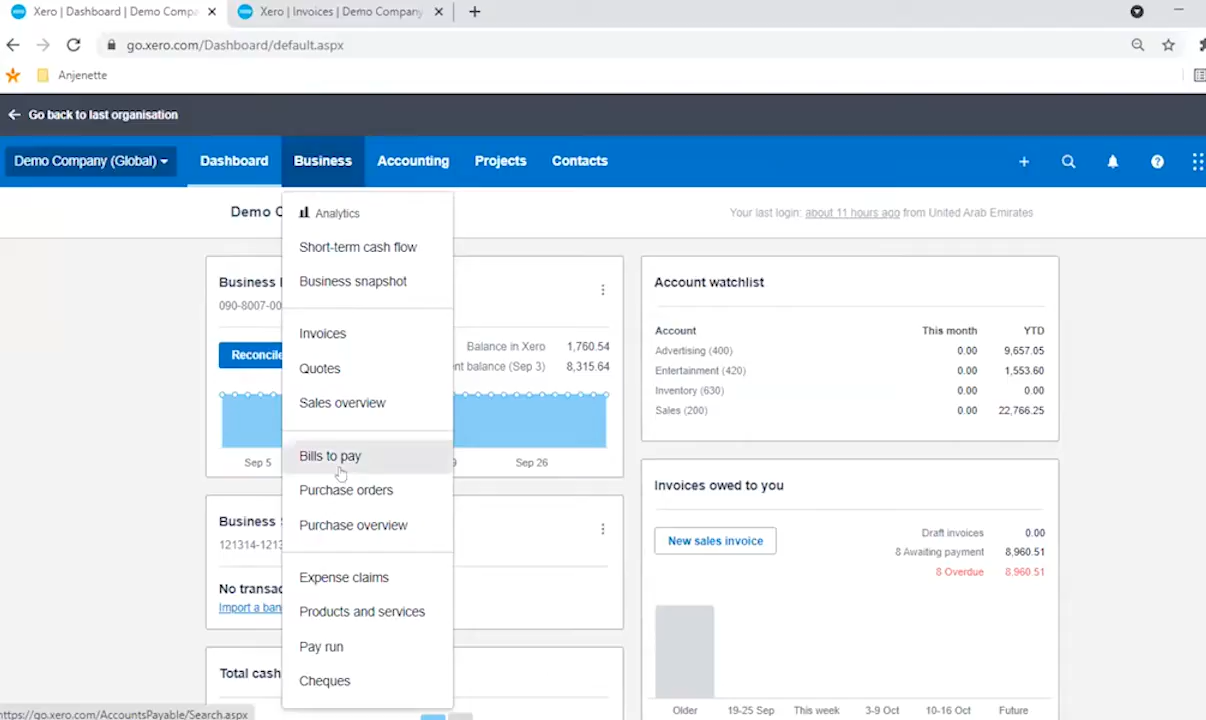 Xero | Dashboard | Demo Compa
Xero | Invoices | Demo Company
go.xero.com/Dashboard/default.aspx
Anjenette
Go back to last organisation
Demo Company (Global)
Dashboard
Business
Accounting
Projects
Contacts
Demo C
Your last login: about 11 hours ago from United Arab Emirates
Analytics
Short-term cash flow
Business snapshot
Invoices
Quotes
Sales overview
Bills to pay
Purchase orders
Purchase overview
Expense claims
Products and services
Pay run
Cheques
Business
090-8007-00
Reconcile
Balance in Xero 1,760.54
nt balance (Sep 3) 8,315.64
Sep 5
9
Sep 26
Business
121314-121
No transac
Import a ban
Total cash
Account watchlist
Account This month YTD
Advertising (400) 0.00 9,657.05
Entertainment (420) 0.00 1,553.60
Inventory (630) 0.00 0.00
Sales (200) 0.00 22,766.25
Invoices owed to you
New sales invoice
Draft invoices 0.00
8 Awaiting payment 8,960.51
8 Overdue 8,960.51
Older 19-25 Sep This week 3-9 Oct 10-16 Oct Future
https://go.xero.com/AccountsPayable/Search.aspx